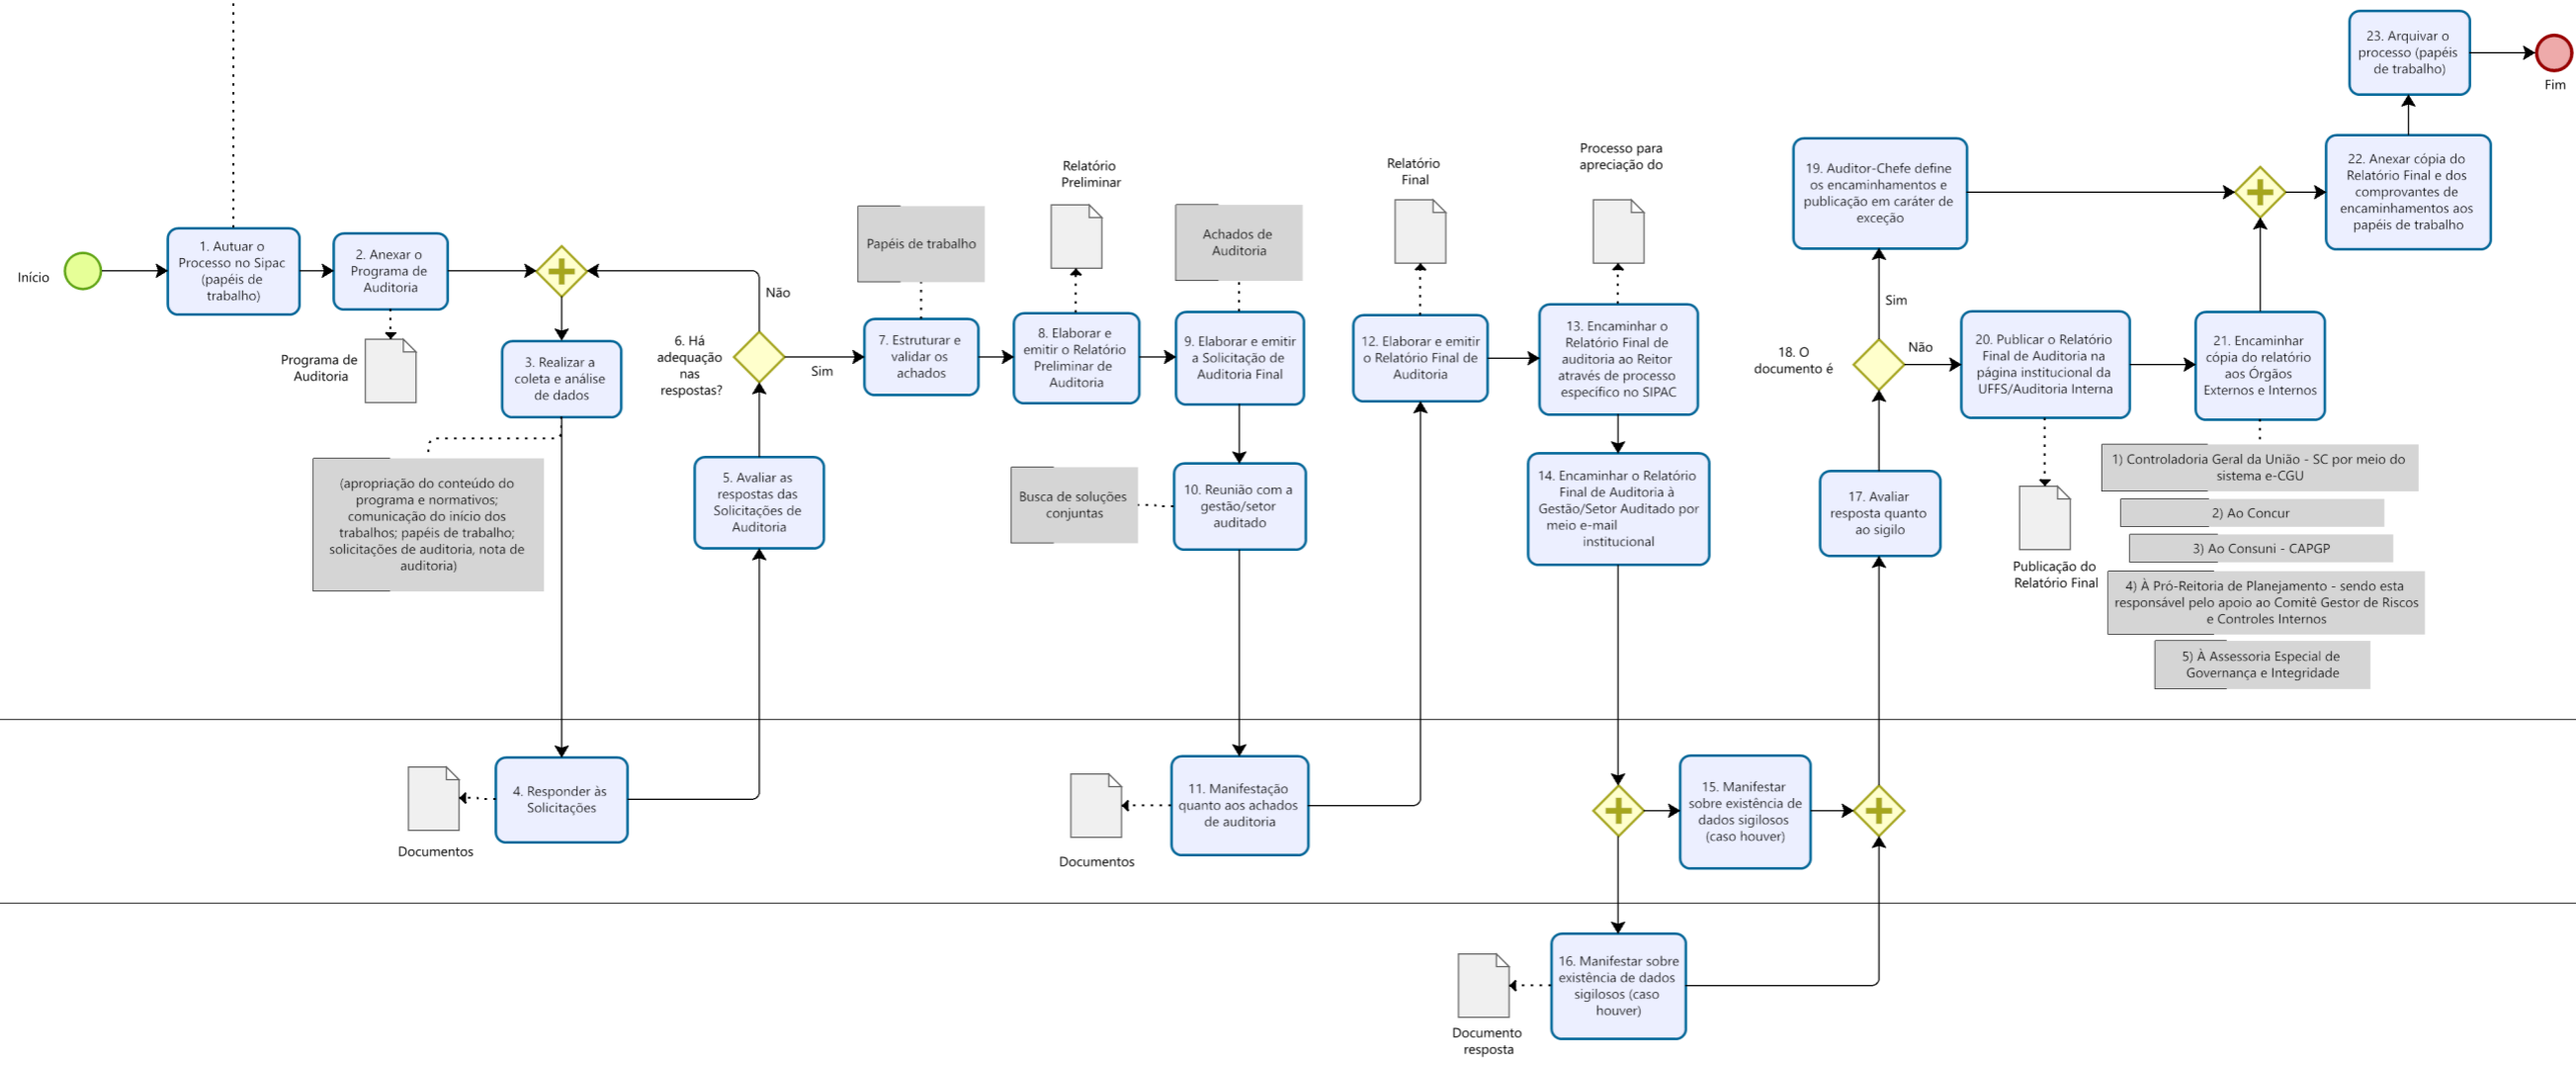 Início
1. Autuar o
Processo no Sipac
(papéis de
trabalho)
2. Anexar o
Programa de
Auditoria
Programa de
Auditoria
3. Realizar a
coleta e análise
de dados
(apropriação do conteúdo do
programa e normativos;
comunicação do início dos
trabalhos; papéis de trabalho;
solicitações de auditoria, nota de
auditoria)
4. Responder às
Solicitações
Documentos
5. Avaliar as
respostas das
Solicitações de
Auditoria
6. Há
adequação
nas
respostas?
Não
Sim
Papéis de trabalho
7. Estruturar e
validar os
achados
Relatório
Preliminar
8. Elaborar e
emitir o Relatório
Preliminar de
Auditoria
Achados de
Auditoria
9. Elaborar e emitir
a Solicitação de
Auditoria Final
Busca de soluções
conjuntas
10. Reunião com a
gestão/setor
auditado
11. Manifestação
quanto aos achados
de auditoria
Documentos
Relatório
Final
12. Elaborar e emitir
o Relatório Final de
Auditoria
Processo para
apreciação do
13. Encaminhar o
Relatório Final de
auditoria ao Reitor
através de processo
específico no SIPAC
14. Encaminhar o Relatório
Final de Auditoria à
Gestão/Setor Auditado por
meio e-mail
institucional
15. Manifestar
sobre existência de
dados sigilosos
(caso houver)
16. Manifestar sobre
existência de dados
sigilosos (caso
houver)
Documento
resposta
17. Avaliar
resposta quanto
ao sigilo
18. O
documento é
Sim
Não
19. Auditor-Chefe define
os encaminhamentos e
publicação em caráter de
exceção
20. Publicar o Relatório
Final de Auditoria na
página institucional da
UFFS/Auditoria Interna
Publicação do
Relatório Final
21. Encaminhar
cópia do relatório
aos Órgãos
Externos e Internos
1) Controladoria Geral da União - SC por meio do
sistema e-CGU
2) Ao Concur
3) Ao Consuni - CAPGP
4) À Pró-Reitoria de Planejamento - sendo esta
responsável pelo apoio ao Comitê Gestor de Riscos
e Controles Internos
5) À Assessoria Especial de
Governança e Integridade
22. Anexar cópia do
Relatório Final e dos
comprovantes de
encaminhamentos aos
papéis de trabalho
23. Arquivar o
processo (papéis
de trabalho)
Fim